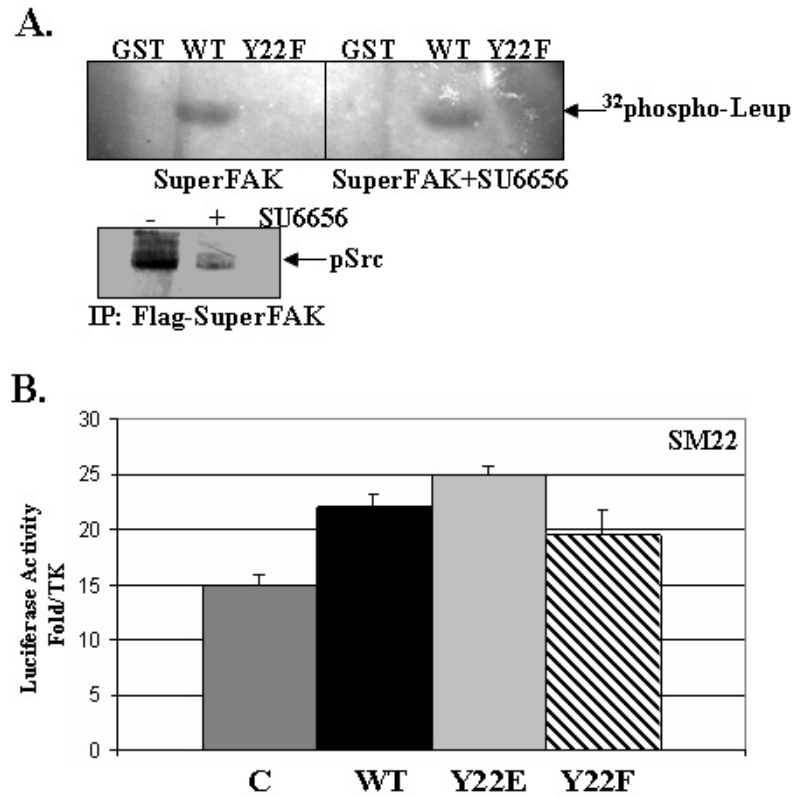 A.
GST WT Y22F GST WT Y22F
³²phospho-Leup
SuperFAK SuperFAK+SU6656
- + SU6656
pSrc
IP: Flag-SuperFAK
B.
SM22
30
25
20
15
10
5
0
Luciferase Activity
Fold/TK
C WT Y22E Y22F